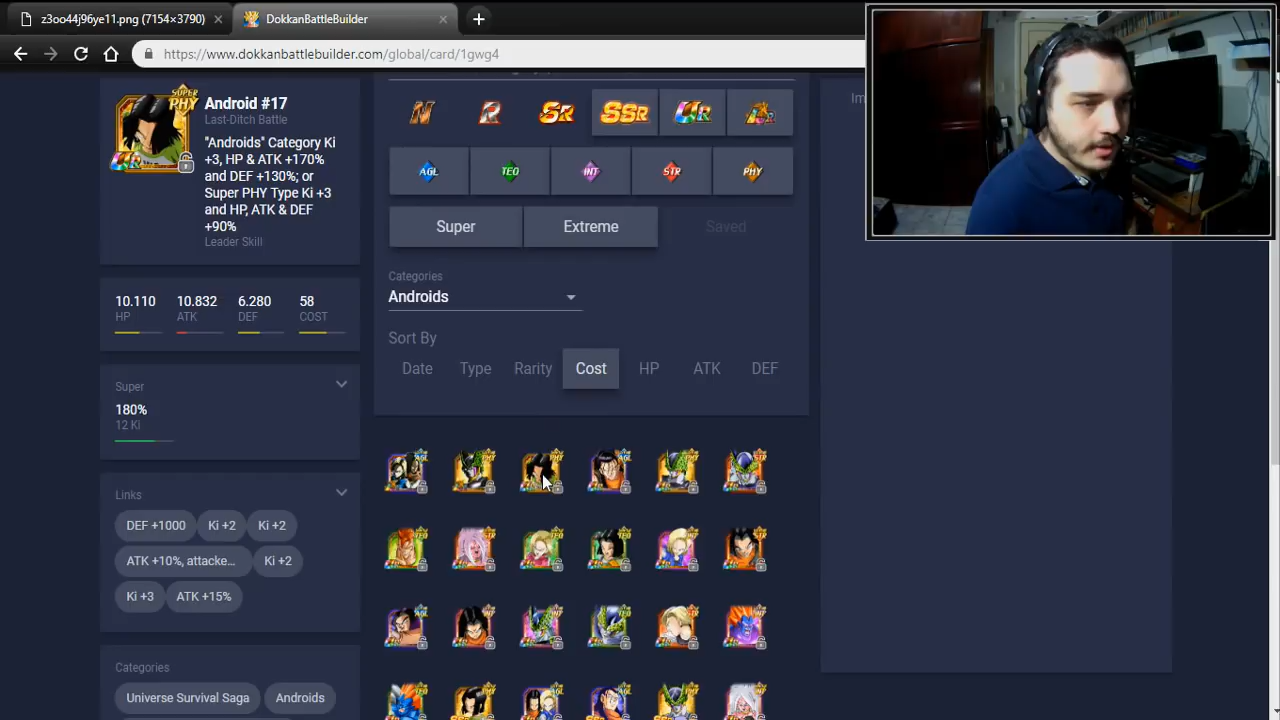 z3oo44j96ye11.png (7154×3790)
DokkanBattleBuilder
https://www.dokkanbattlebuilder.com/global/card/1gwg4
SUPER
PHY
Android #17
Last-Ditch Battle
"Androids" Category Ki
+3, HP & ATK +170%
and DEF +130%; or
Super PHY Type Ki +3
and HP, ATK & DEF
+90%
Leader Skill
10.110
HP
10.832
ATK
6.280
DEF
58
COST
Super
180%
12 Ki
Links
DEF +1000
Ki +2
Ki +2
ATK +10%, attacke...
Ki +2
Ki +3
ATK +15%
Categories
Universe Survival Saga
Androids
N
R
SR
SSR
UR
LR
AGL
TEQ
INT
STR
PHY
Super
Extreme
Saved
Categories
Androids
Sort By
Date
Type
Rarity
Cost
HP
ATK
DEF
Im